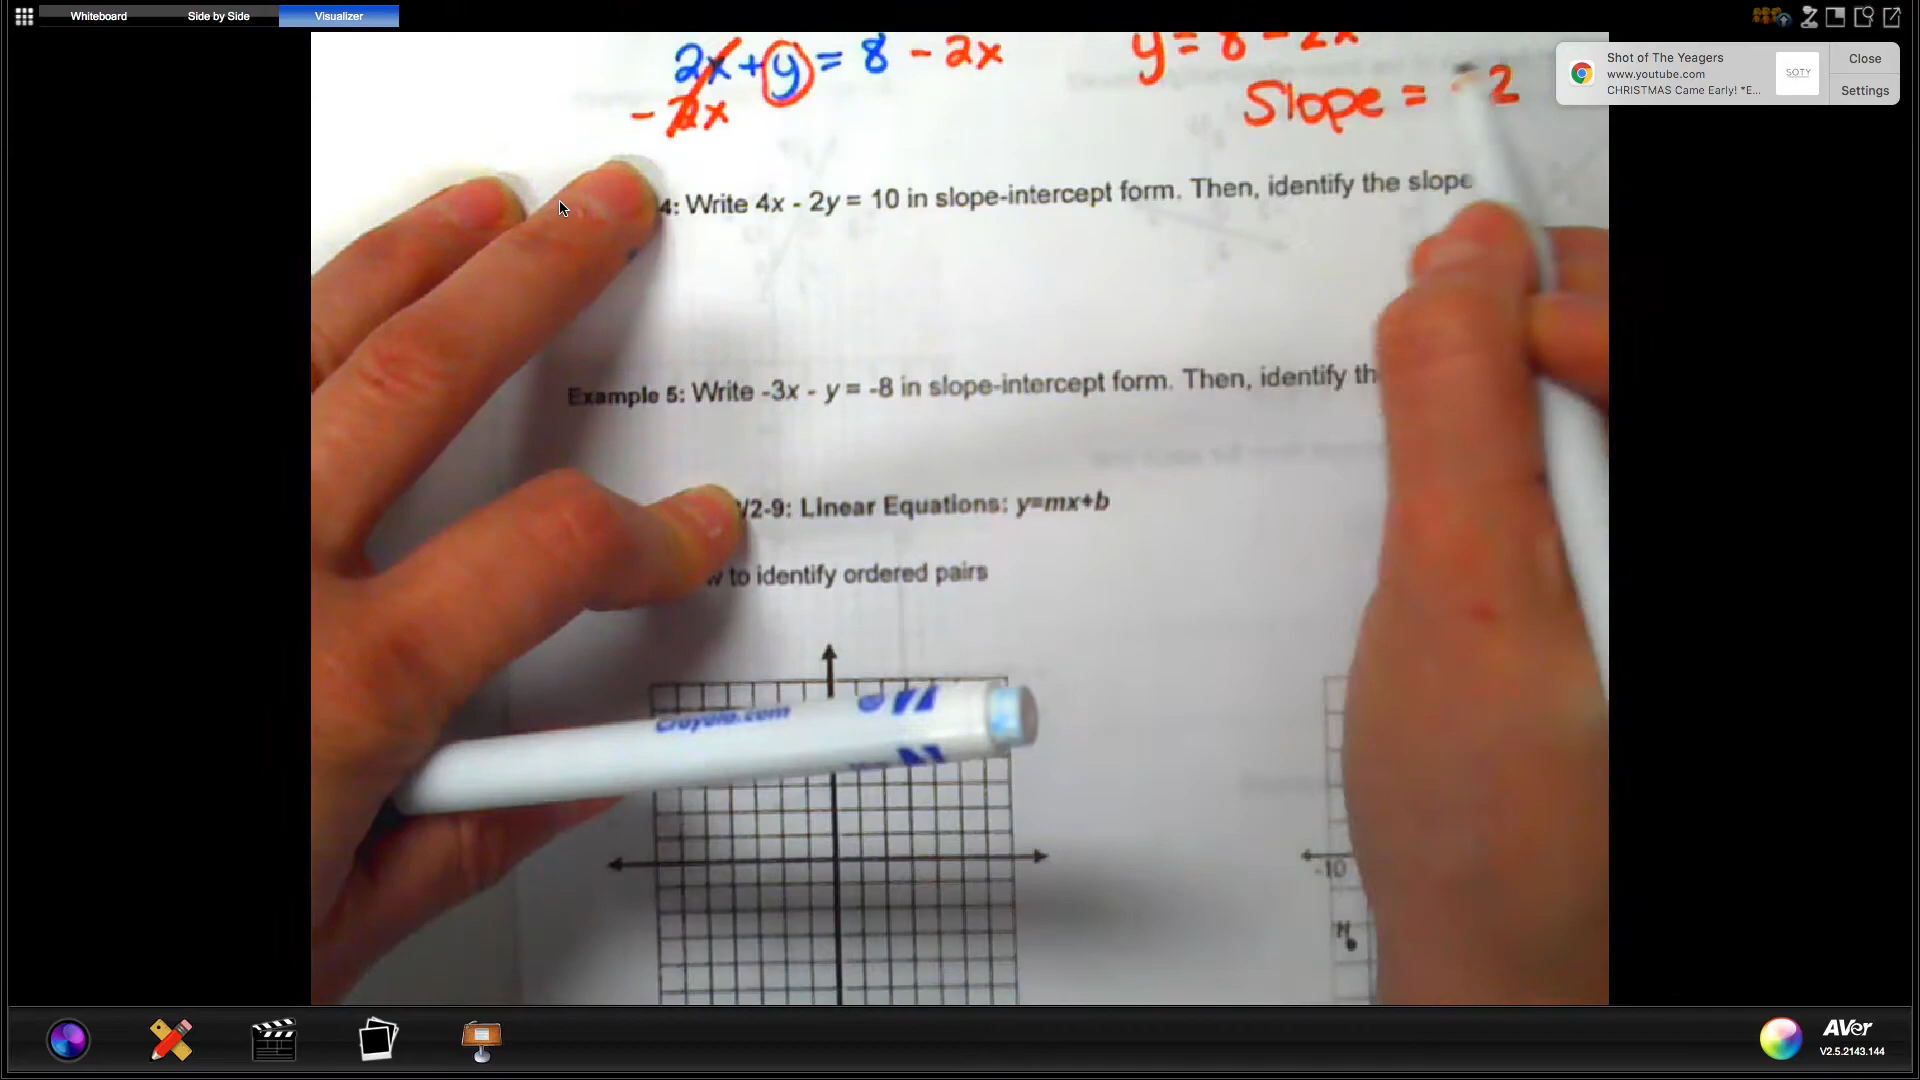 Whiteboard
Side by Side
Visualizer
Shot of The Yeagers
www.youtube.com
CHRISTMAS Came Early! *E...
SOTY
Close
Settings
2x + y = 8 - 2x
- 2x
y = 8 - 2x
Slope = -2
4: Write 4x - 2y = 10 in slope-intercept form. Then, identify the slope
Example 5: Write -3x - y = -8 in slope-intercept form. Then, identify th
/2-9: Linear Equations: y=mx+b
w to identify ordered pairs
Crayola.com
-10
N
AVer
V2.5.2143.144